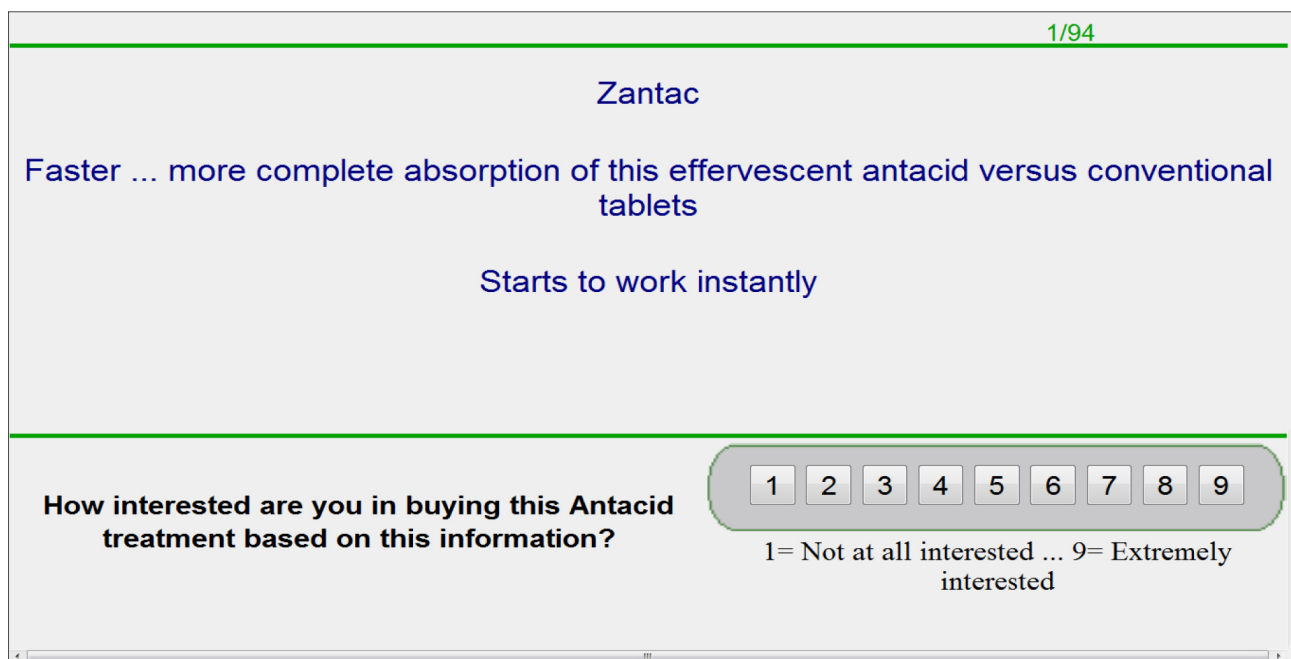 1/94
Zantac
Faster ... more complete absorption of this effervescent antacid versus conventional
tablets
Starts to work instantly
How interested are you in buying this Antacid
treatment based on this information?
1 2 3 4 5 6 7 8 9
1= Not at all interested ... 9= Extremely
interested